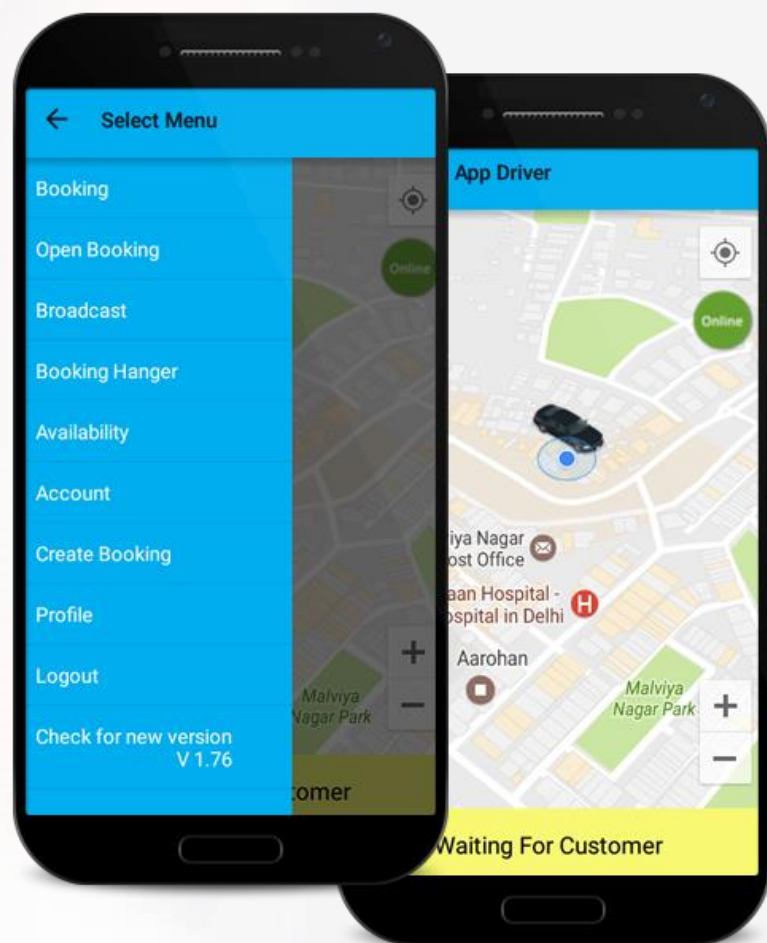 Select Menu
Booking
Open Booking
Broadcast
Booking Hanger
Availability
Account
Create Booking
Profile
Logout
Check for new version
V 1.76
Online
Malviya
Nagar Park
tomer
App Driver
Online
iya Nagar
ost Office
aan Hospital -
ospital in Delhi
H
Aarohan
Malviya
Nagar Park
Waiting For Customer